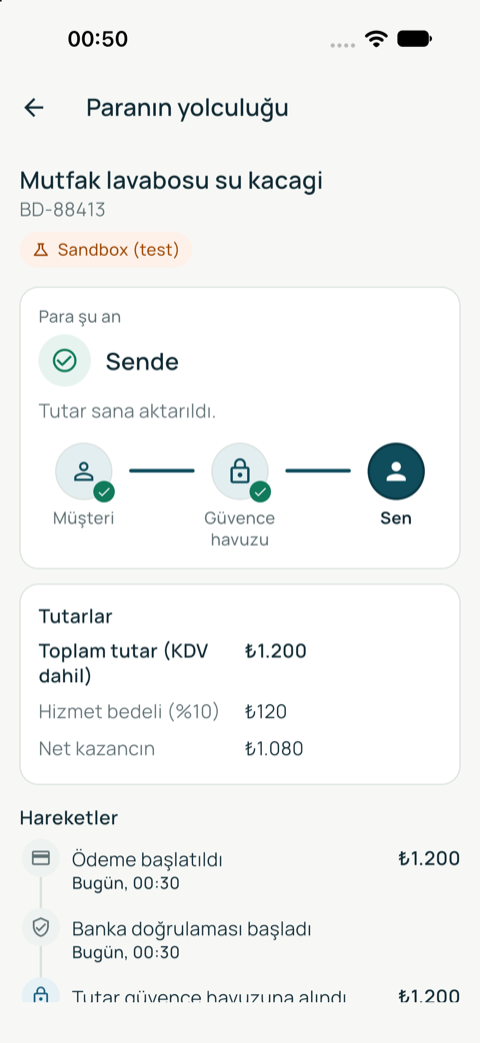 00:50
Paranın yolculuğu
Mutfak lavabosu su kacagi
BD-88413
Sandbox (test)
Para şu an
Sende
Tutar sana aktarıldı.
Müşteri
Güvence
havuzu
Sen
Tutarlar
Toplam tutar (KDV
dahil)
₺1.200
Hizmet bedeli (%10)
₺120
Net kazancın
₺1.080
Hareketler
Ödeme başlatıldı
₺1.200
Bugün, 00:30
Banka doğrulaması başladı
Bugün, 00:30
Tutar güvence havuzuna alındı
₺1.200